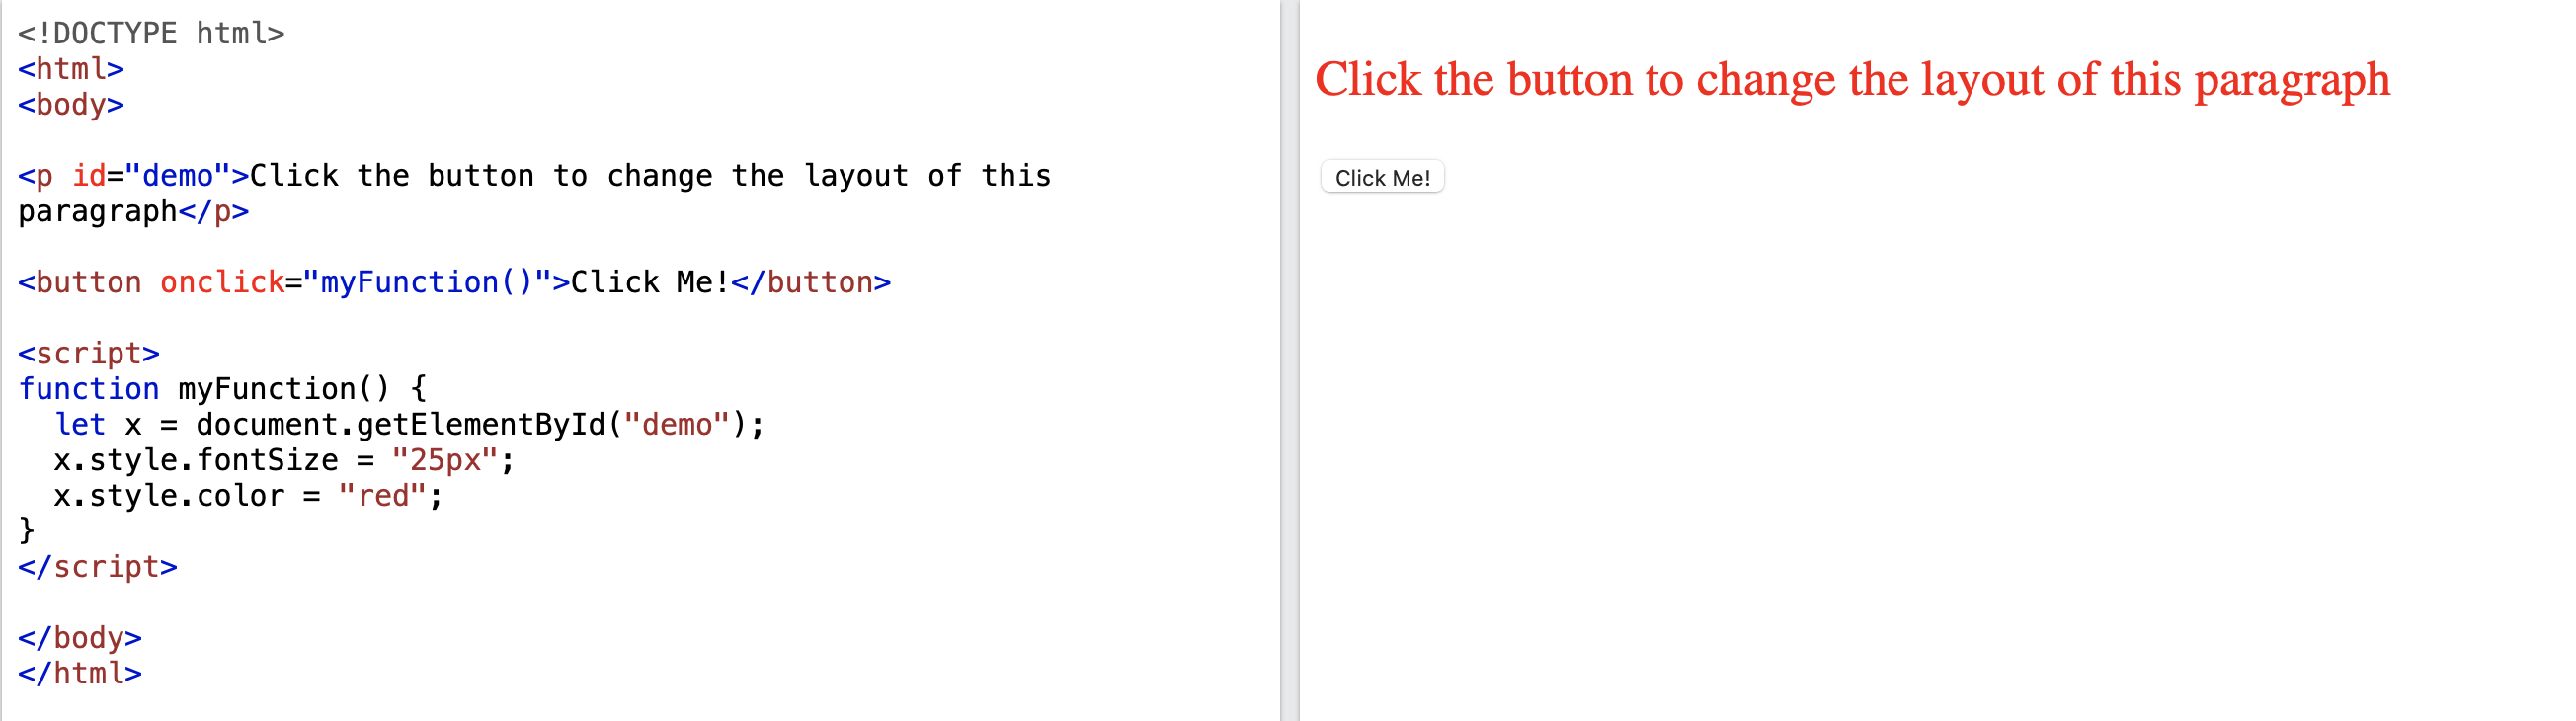 <!DOCTYPE html>
<html>
<body>
<p id="demo">Click the button to change the layout of this
paragraph</p>
<button onclick="myFunction()">Click Me!</button>
<script>
function myFunction() {
  let x = document.getElementById("demo");
  x.style.fontSize = "25px";
  x.style.color = "red";
}
</script>
</body>
</html>
Click the button to change the layout of this paragraph
Click Me!